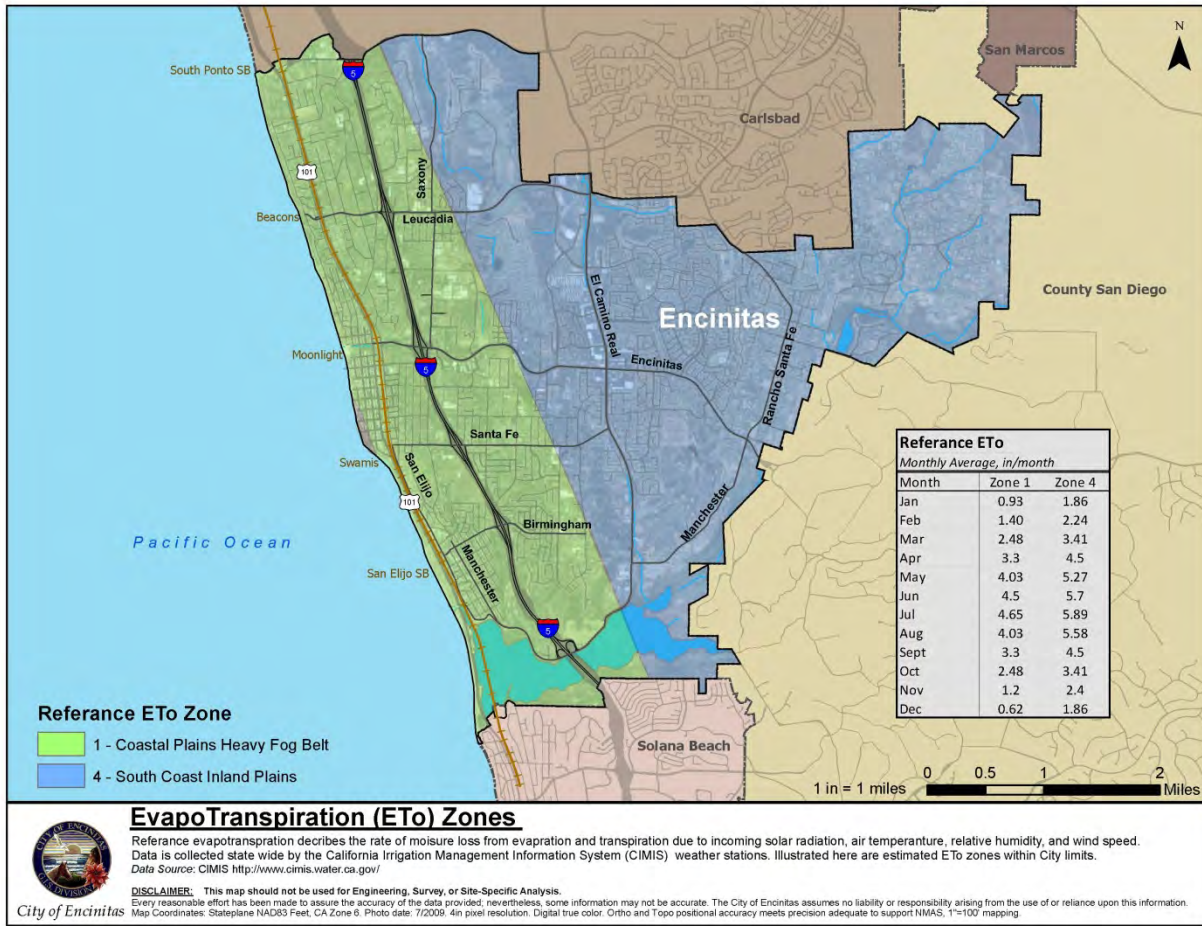 N
San Marcos
South Ponto SB
5
Carlsbad
101
Saxony
Beacons
Leucadia
County San Diego
El Camino Real
Encinitas
Moonlight
5
Encinitas
Rancho Santa Fe
Santa Fe
Swamis
San Elijo
101
Birmingham
Manchester
Pacific Ocean
San Elijo SB
Manchester
5
Solana Beach
Referance ETo
Monthly Average, in/month
Month Zone 1 Zone 4
Jan 0.93 1.86
Feb 1.40 2.24
Mar 2.48 3.41
Apr 3.3 4.5
May 4.03 5.27
Jun 4.5 5.7
Jul 4.65 5.89
Aug 4.03 5.58
Sept 3.3 4.5
Oct 2.48 3.41
Nov 1.2 2.4
Dec 0.62 1.86
Referance ETo Zone
1 - Coastal Plains Heavy Fog Belt
4 - South Coast Inland Plains
1 in = 1 miles
0 0.5 1 2
Miles
EvapoTranspiration (ETo) Zones
Reference evapotranspration decribes the rate of moisure loss from evapration and transpiration due to incoming solar radiation, air temperanture, relative humidity, and wind speed.
Data is collected state wide by the California Irrigation Management Information System (CIMIS) weather stations. Illustrated here are estimated ETo zones within City limits.
Data Source: CIMIS http://www.cimis.water.ca.gov/
DISCLAIMER: This map should not be used for Engineering, Survey, or Site-Specific Analysis.
Every reasonable effort has been made to assure the accuracy of the data provided; nevertheless, some information may not be accurate. The City of Encinitas assumes no liability or responsibility arising from the use of or reliance upon this information.
Map Coordinates: Stateplane NAD83 Feet, CA Zone 6. Photo date: 7/2009. 4in pixel resolution. Digital true color. Ortho and Topo positional accuracy meets precision adequate to support NMAS, 1"=100' mapping.
CITY OF ENCINITAS
G.I.S. DIVISION
City of Encinitas